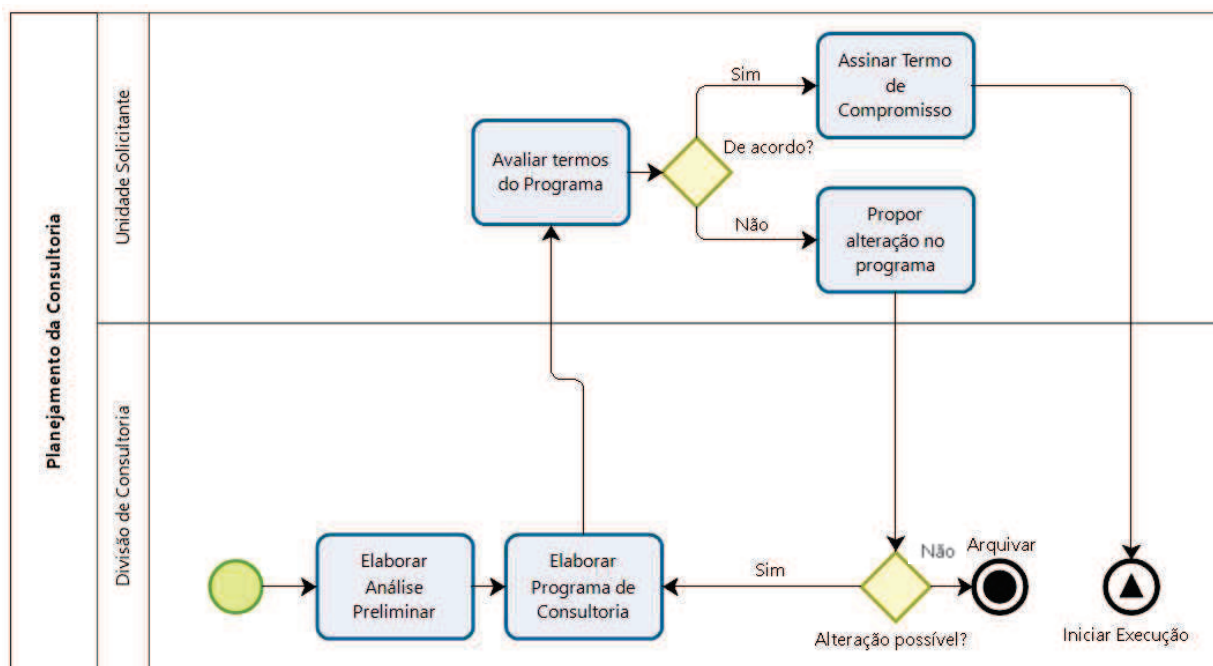 Planejamento da Consultoria
Unidade Solicitante
Avaliar termos
do Programa
De acordo?
Sim
Assinar Termo
de
Compromisso
Não
Propor
alteração no
programa
Divisão de Consultoria
Elaborar
Análise
Preliminar
Elaborar
Programa de
Consultoria
Sim
Alteração possível?
Não
Arquivar
Iniciar Execução